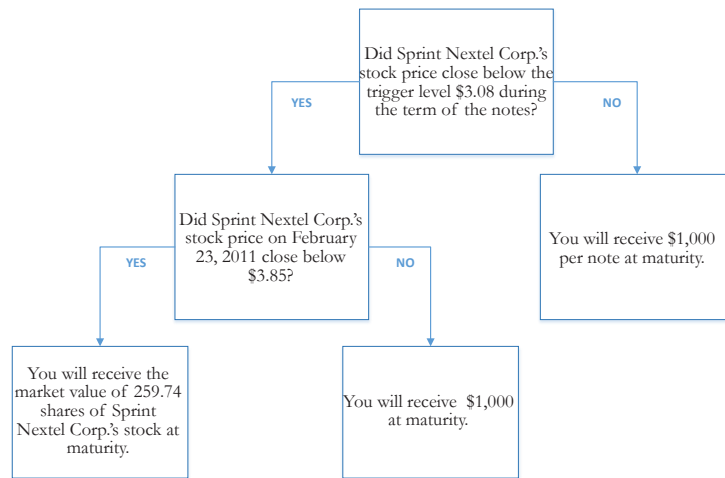 Did Sprint Nextel Corp.'s
stock price close below the
trigger level $3.08 during
the term of the notes?
YES
NO
Did Sprint Nextel Corp.'s
stock price on February
23, 2011 close below
$3.85?
You will receive $1,000
per note at maturity.
YES
NO
You will receive the
market value of 259.74
shares of Sprint
Nextel Corp.'s stock at
maturity.
You will receive $1,000
at maturity.